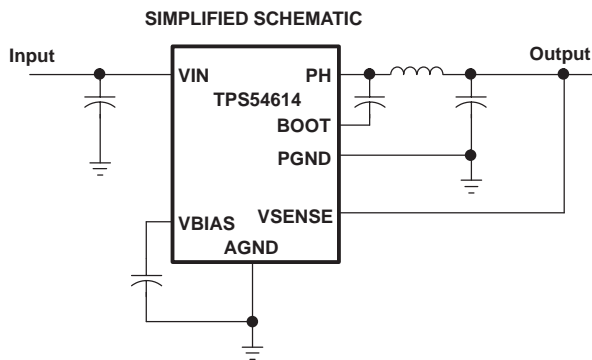 SIMPLIFIED SCHEMATIC
Input
Output
VIN
PH
TPS54614
BOOT
PGND
VBIAS
VSENSE
AGND